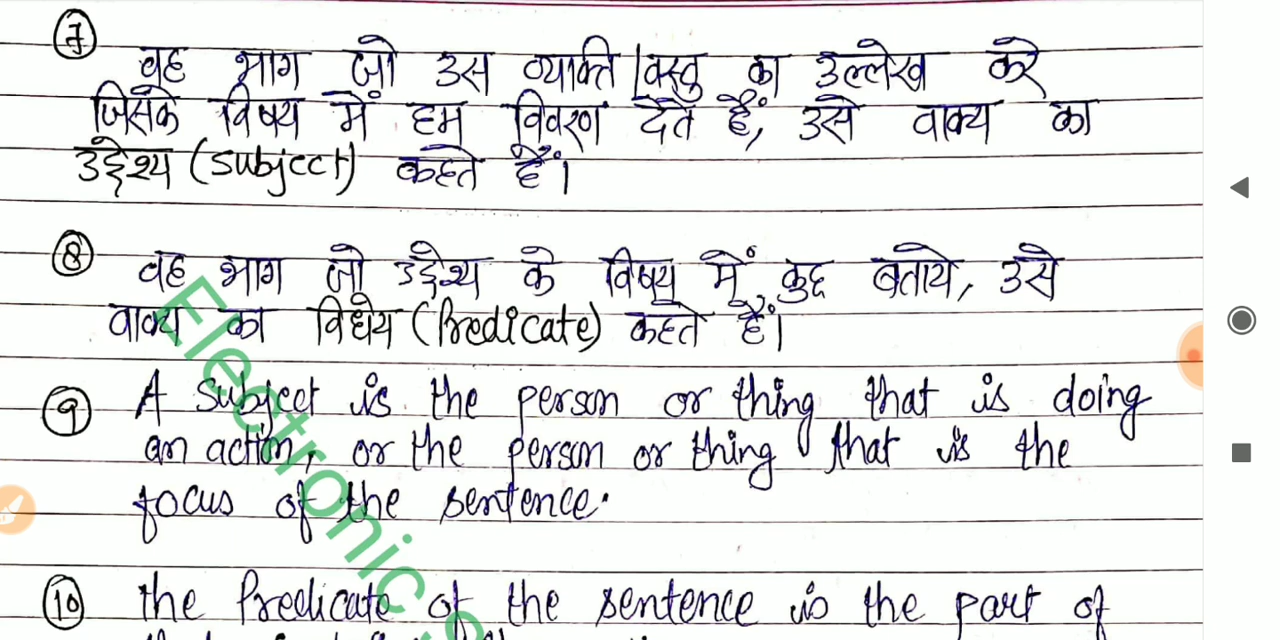 7
वह भाग जो उस व्यक्ति/वस्तु का उल्लेख करे
जिसके विषय में हम विवरण देते हैं, उसे वाक्य का
उद्देश्य (subject) कहते हैं।
8
वह भाग जो उद्देश्य के विषय में कुछ बताये, उसे
वाक्य का विधेय (Predicate) कहते हैं।
9
A subject is the person or thing that is doing
an action, or the person or thing that is the
focus of the sentence.
10
the Predicate of the sentence is the part of
Electronic